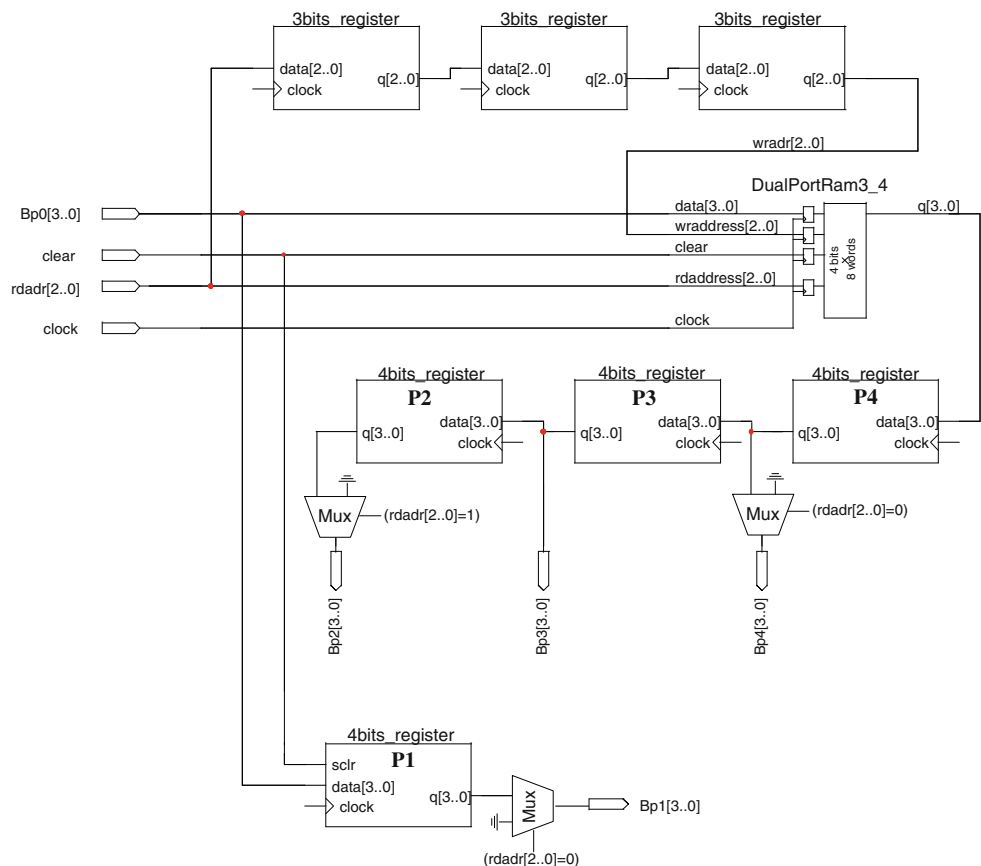 3bits_register
3bits_register
3bits_register
data[2..0]
q[2..0]
clock
data[2..0]
q[2..0]
clock
data[2..0]
q[2..0]
clock
wradr[2..0]
DualPortRam3_4
Bp0[3..0]
data[3..0]
q[3..0]
wraddress[2..0]
clear
clear
rdadr[2..0]
rdaddress[2..0]
clock
clock
4 bits
×
8 words
4bits_register
4bits_register
4bits_register
P2
P3
P4
q[3..0]
data[3..0]
clock
q[3..0]
data[3..0]
clock
q[3..0]
data[3..0]
clock
Mux
(rdadr[2..0]=1)
Mux
(rdadr[2..0]=0)
Bp2[3..0]
Bp3[3..0]
Bp4[3..0]
4bits_register
P1
sclr
data[3..0]
q[3..0]
clock
Mux
Bp1[3..0]
(rdadr[2..0]=0)